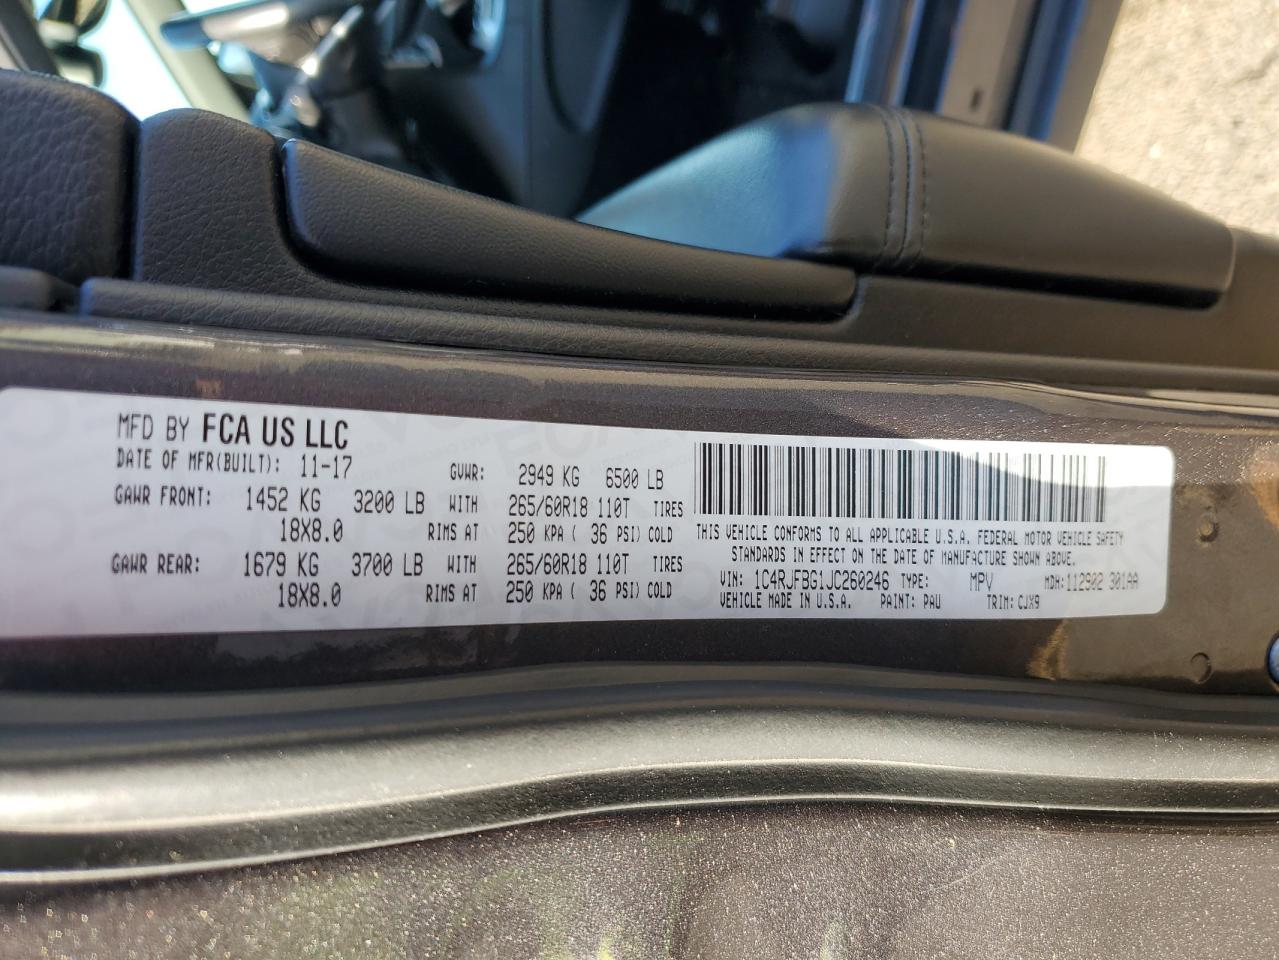 MFD BY FCA US LLC
DATE OF MFR(BUILT): 11-17 GVWR: 2949 KG 6500 LB
GAWR FRONT: 1452 KG 3200 LB WITH 265/60R18 110T TIRES
18X8.0 RIMS AT 250 KPA ( 36 PSI) COLD
GAWR REAR: 1679 KG 3700 LB WITH 265/60R18 110T TIRES
18X8.0 RIMS AT 250 KPA ( 36 PSI) COLD
THIS VEHICLE CONFORMS TO ALL APPLICABLE U.S.A. FEDERAL MOTOR VEHICLE SAFETY
STANDARDS IN EFFECT ON THE DATE OF MANUFACTURE SHOWN ABOVE.
VIN: 1C4RJFBG1JC260246 TYPE: MPV MDH: 112902 301AA
VEHICLE MADE IN U.S.A. PAINT: PAU TRIM: CJX9